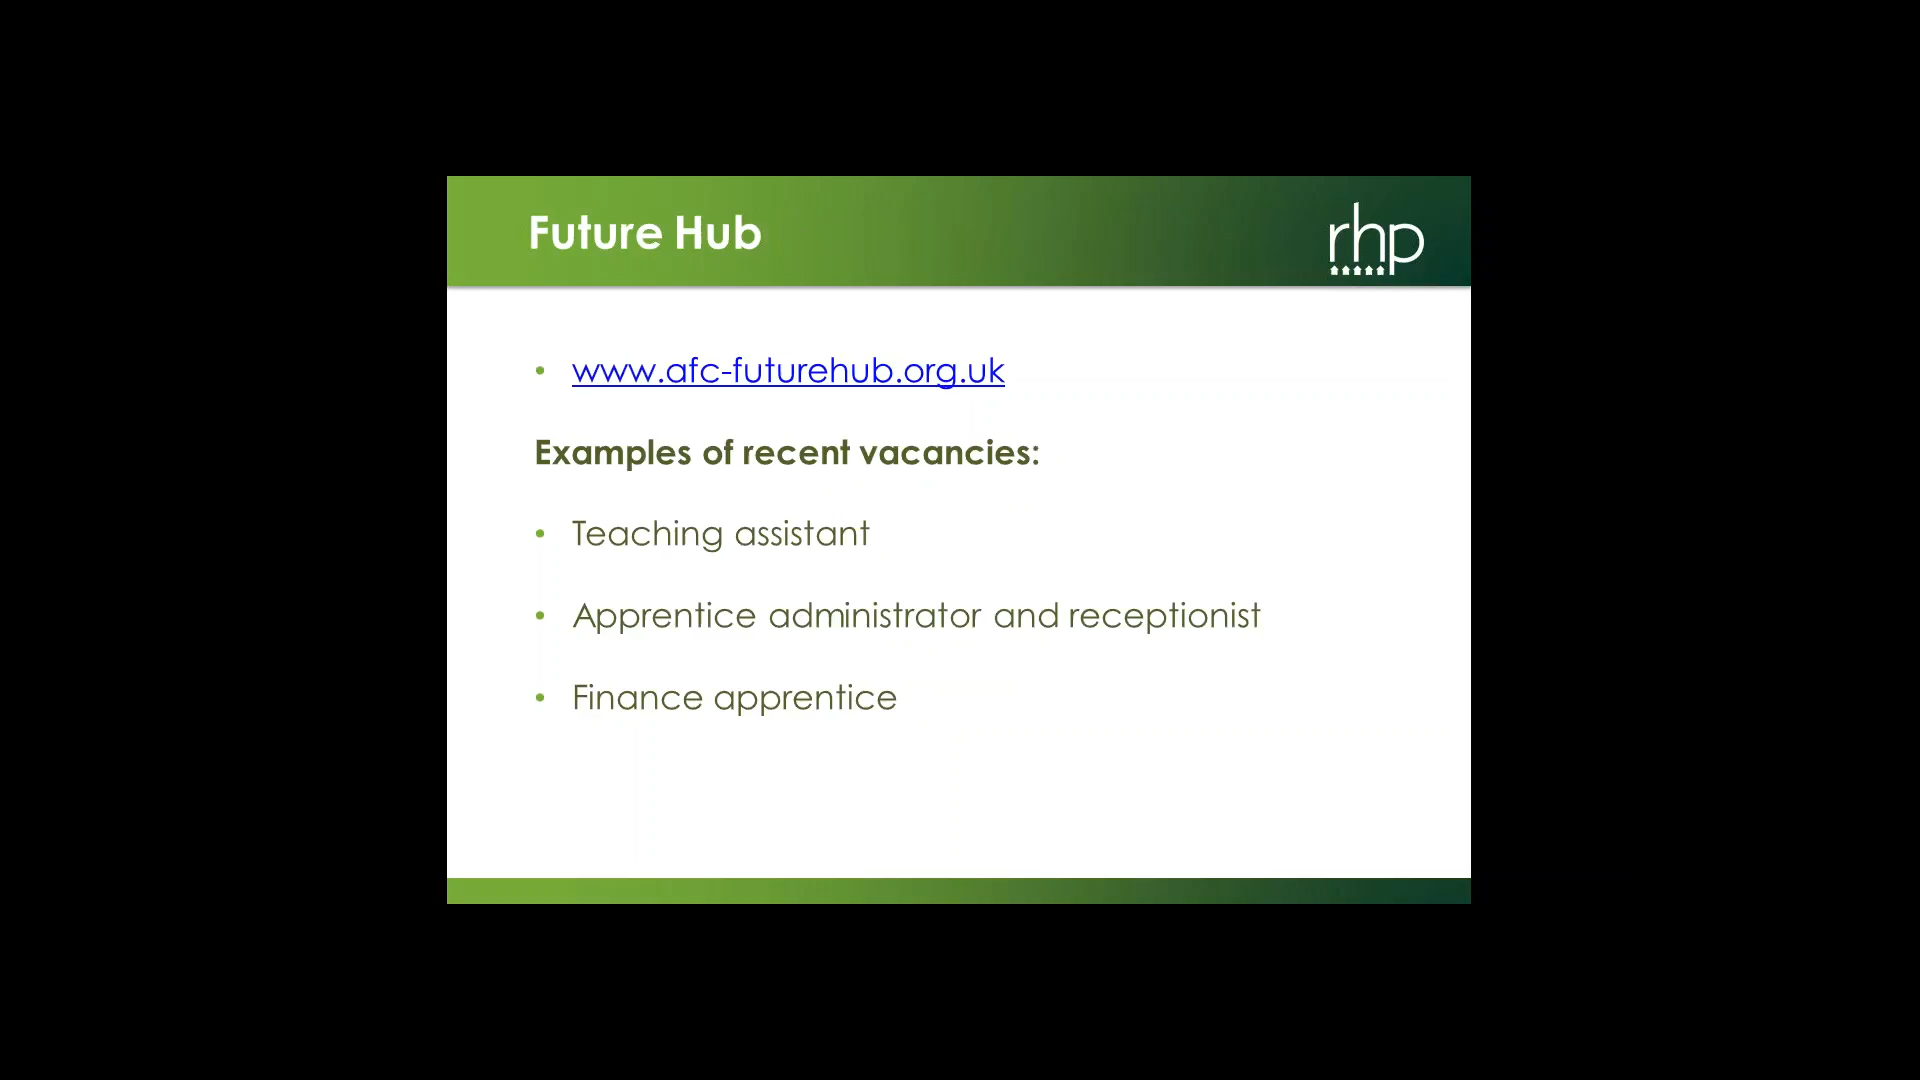 Future Hub
rhp
• www.afc-futurehub.org.uk
Examples of recent vacancies:
• Teaching assistant
• Apprentice administrator and receptionist
• Finance apprentice